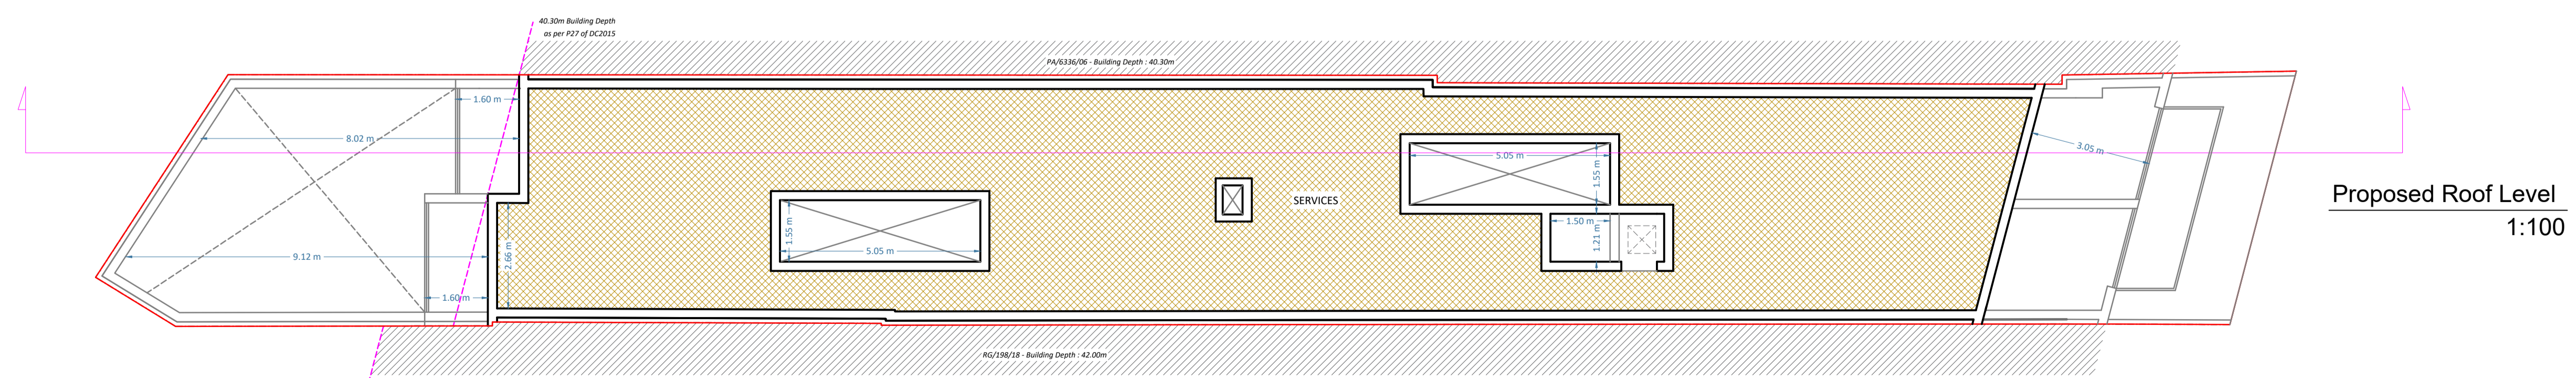 40.30m Building Depth
as per P27 of DC2015
PA/6336/06 - Building Depth : 40.30m
1.60 m
8.02 m
3.05 m
5.05 m
1.55 m
Proposed Roof Level
SERVICES
1.50 m
1:100
1.55 m
1.21 m
5.05 m
2.66 m
9.12 m
1.60 m
RG/198/18 - Building Depth : 42.00m